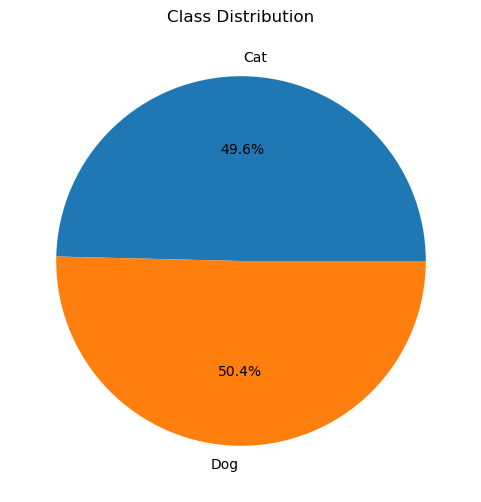 Class Distribution
Cat
49.6%
50.4%
Dog